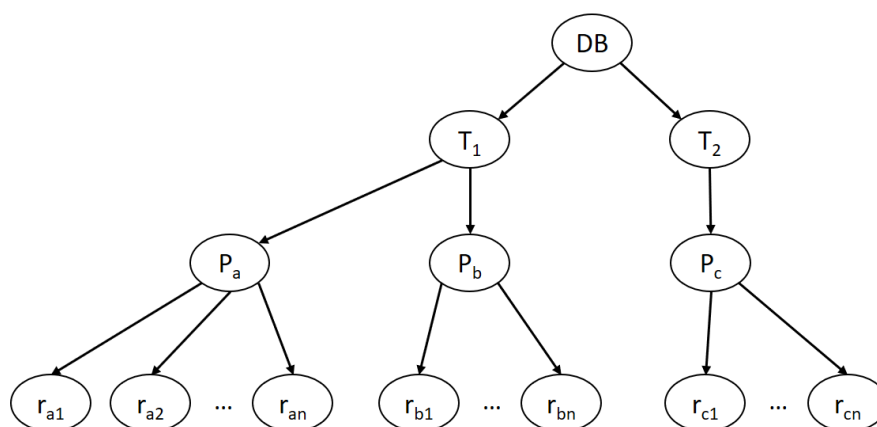 DB
T1 T2
Pa Pb Pc
ra1 ra2 ... ran rb1 ... rbn rc1 ... rcn